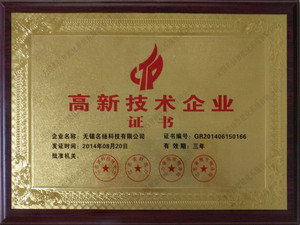 高新技术企业
证书
企业名称：无锡名扬科技有限公司
证书编号：GR201406150166
发证时间：2014年08月20日
有效期：三年
批准机关：